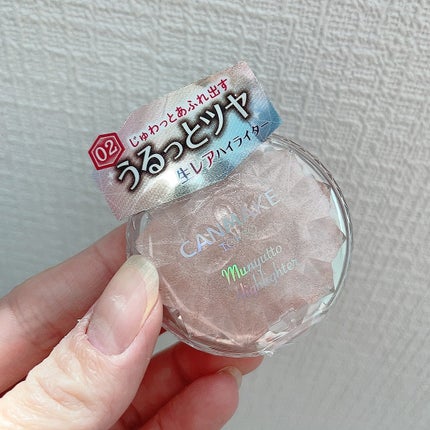 02
じゅわっとあふれ出す
うるっとツヤ
生レアハイライター
CANDYLAKE
Munyutto
Highlighter